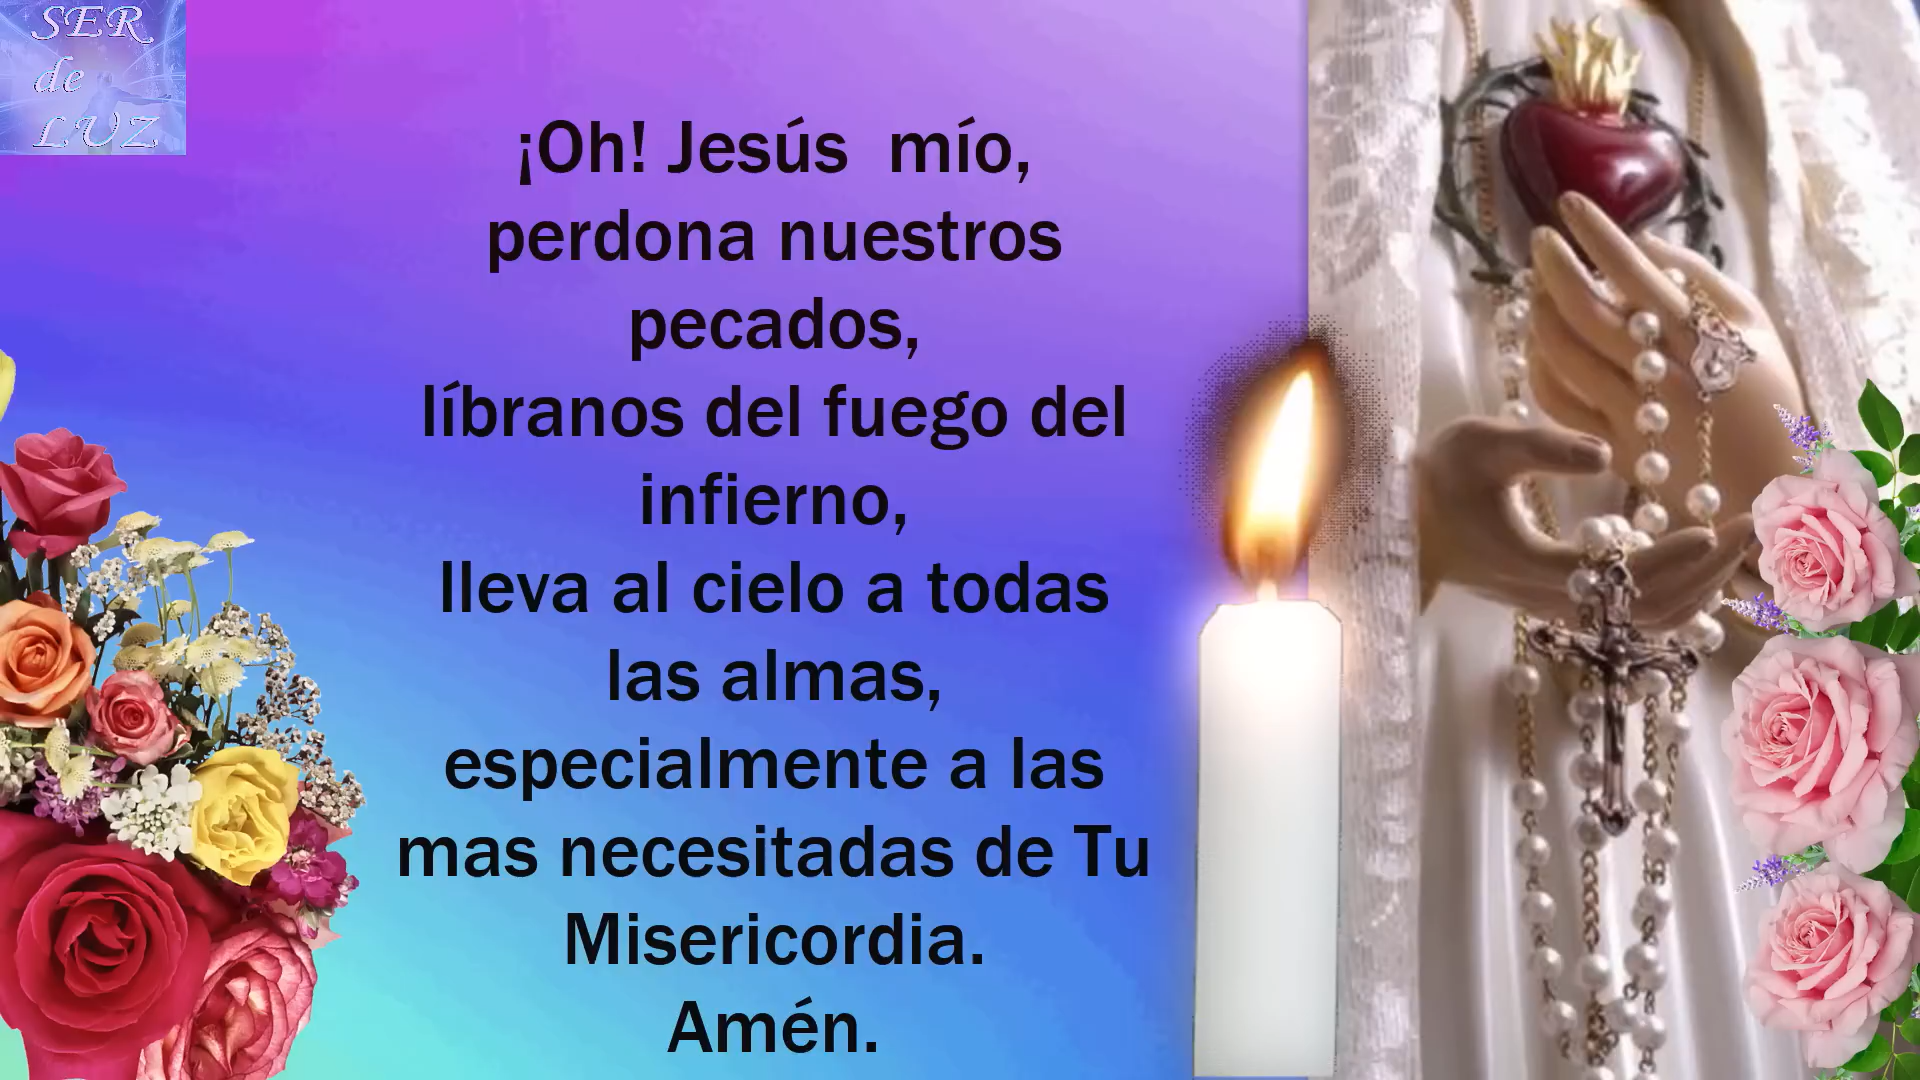 SER
de
LUZ
¡Oh! Jesús mío,
perdona nuestros
pecados,
líbranos del fuego del
infierno,
lleva al cielo a todas
las almas,
especialmente a las
mas necesitadas de Tu
Misericordia.
Amén.